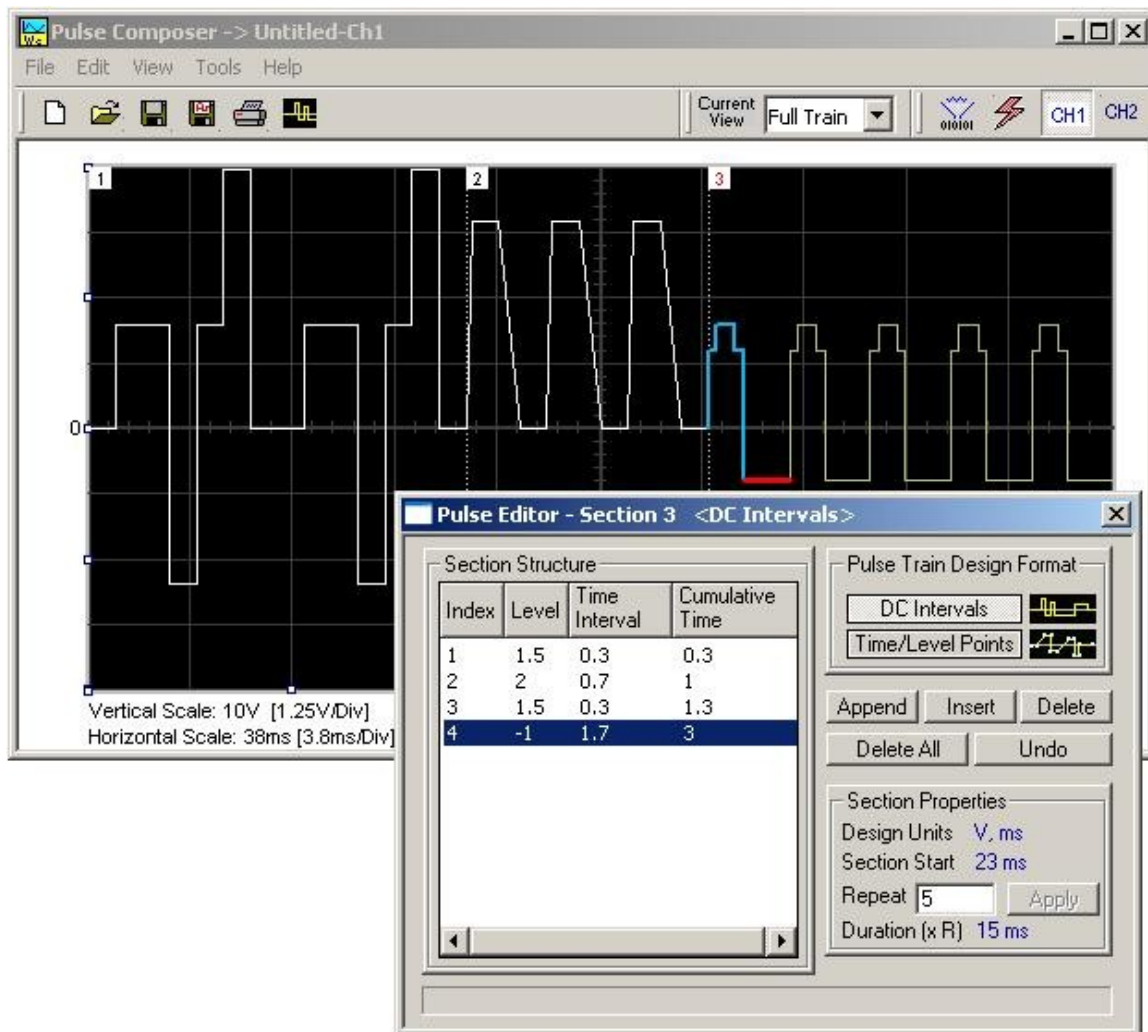 Pulse Composer -> Untitled-Ch1
File Edit View Tools Help
Current View Full Train
010101 CH1 CH2
1 2 3
0
Vertical Scale: 10V [1.25V/Div]
Horizontal Scale: 38ms [3.8ms/Div]
Pulse Editor - Section 3 <DC Intervals>
Section Structure
Index Level Time Interval Cumulative Time
1 1.5 0.3 0.3
2 2 0.7 1
3 1.5 0.3 1.3
4 -1 1.7 3
Pulse Train Design Format
DC Intervals
Time/Level Points
Append Insert Delete
Delete All Undo
Section Properties
Design Units V, ms
Section Start 23 ms
Repeat 5 Apply
Duration (x R) 15 ms